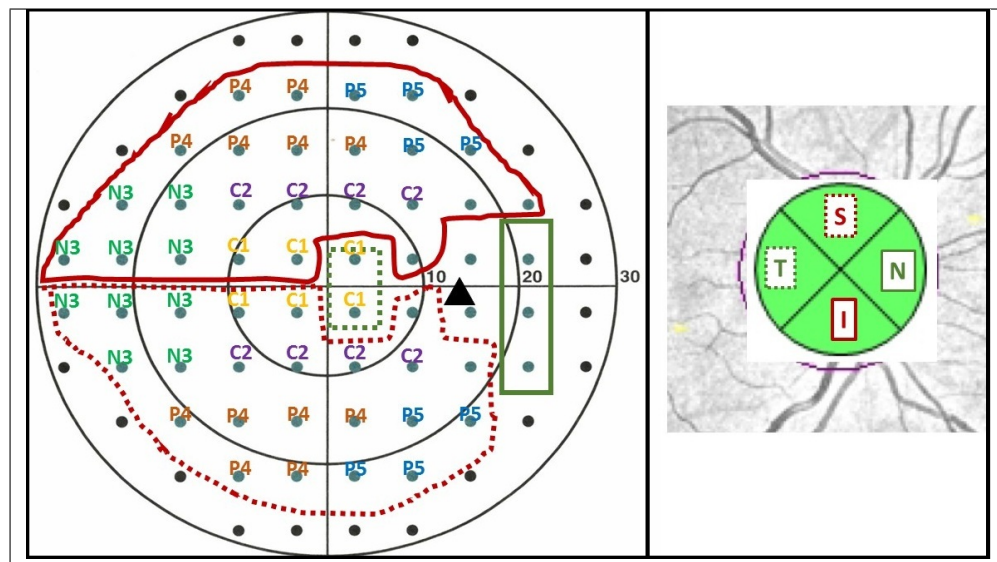 P4 P4 P5 P5
P4 P4 P4 P4 P5 P5
N3 N3 C2 C2 C2 C2
N3 N3 N3 C1 C1 C1
10 20 30
N3 N3 N3 C1 C1 C1
N3 N3 C2 C2 C2 C2
P4 P4 P4 P4 P5 P5
P4 P4 P5 P5
S
T N
I